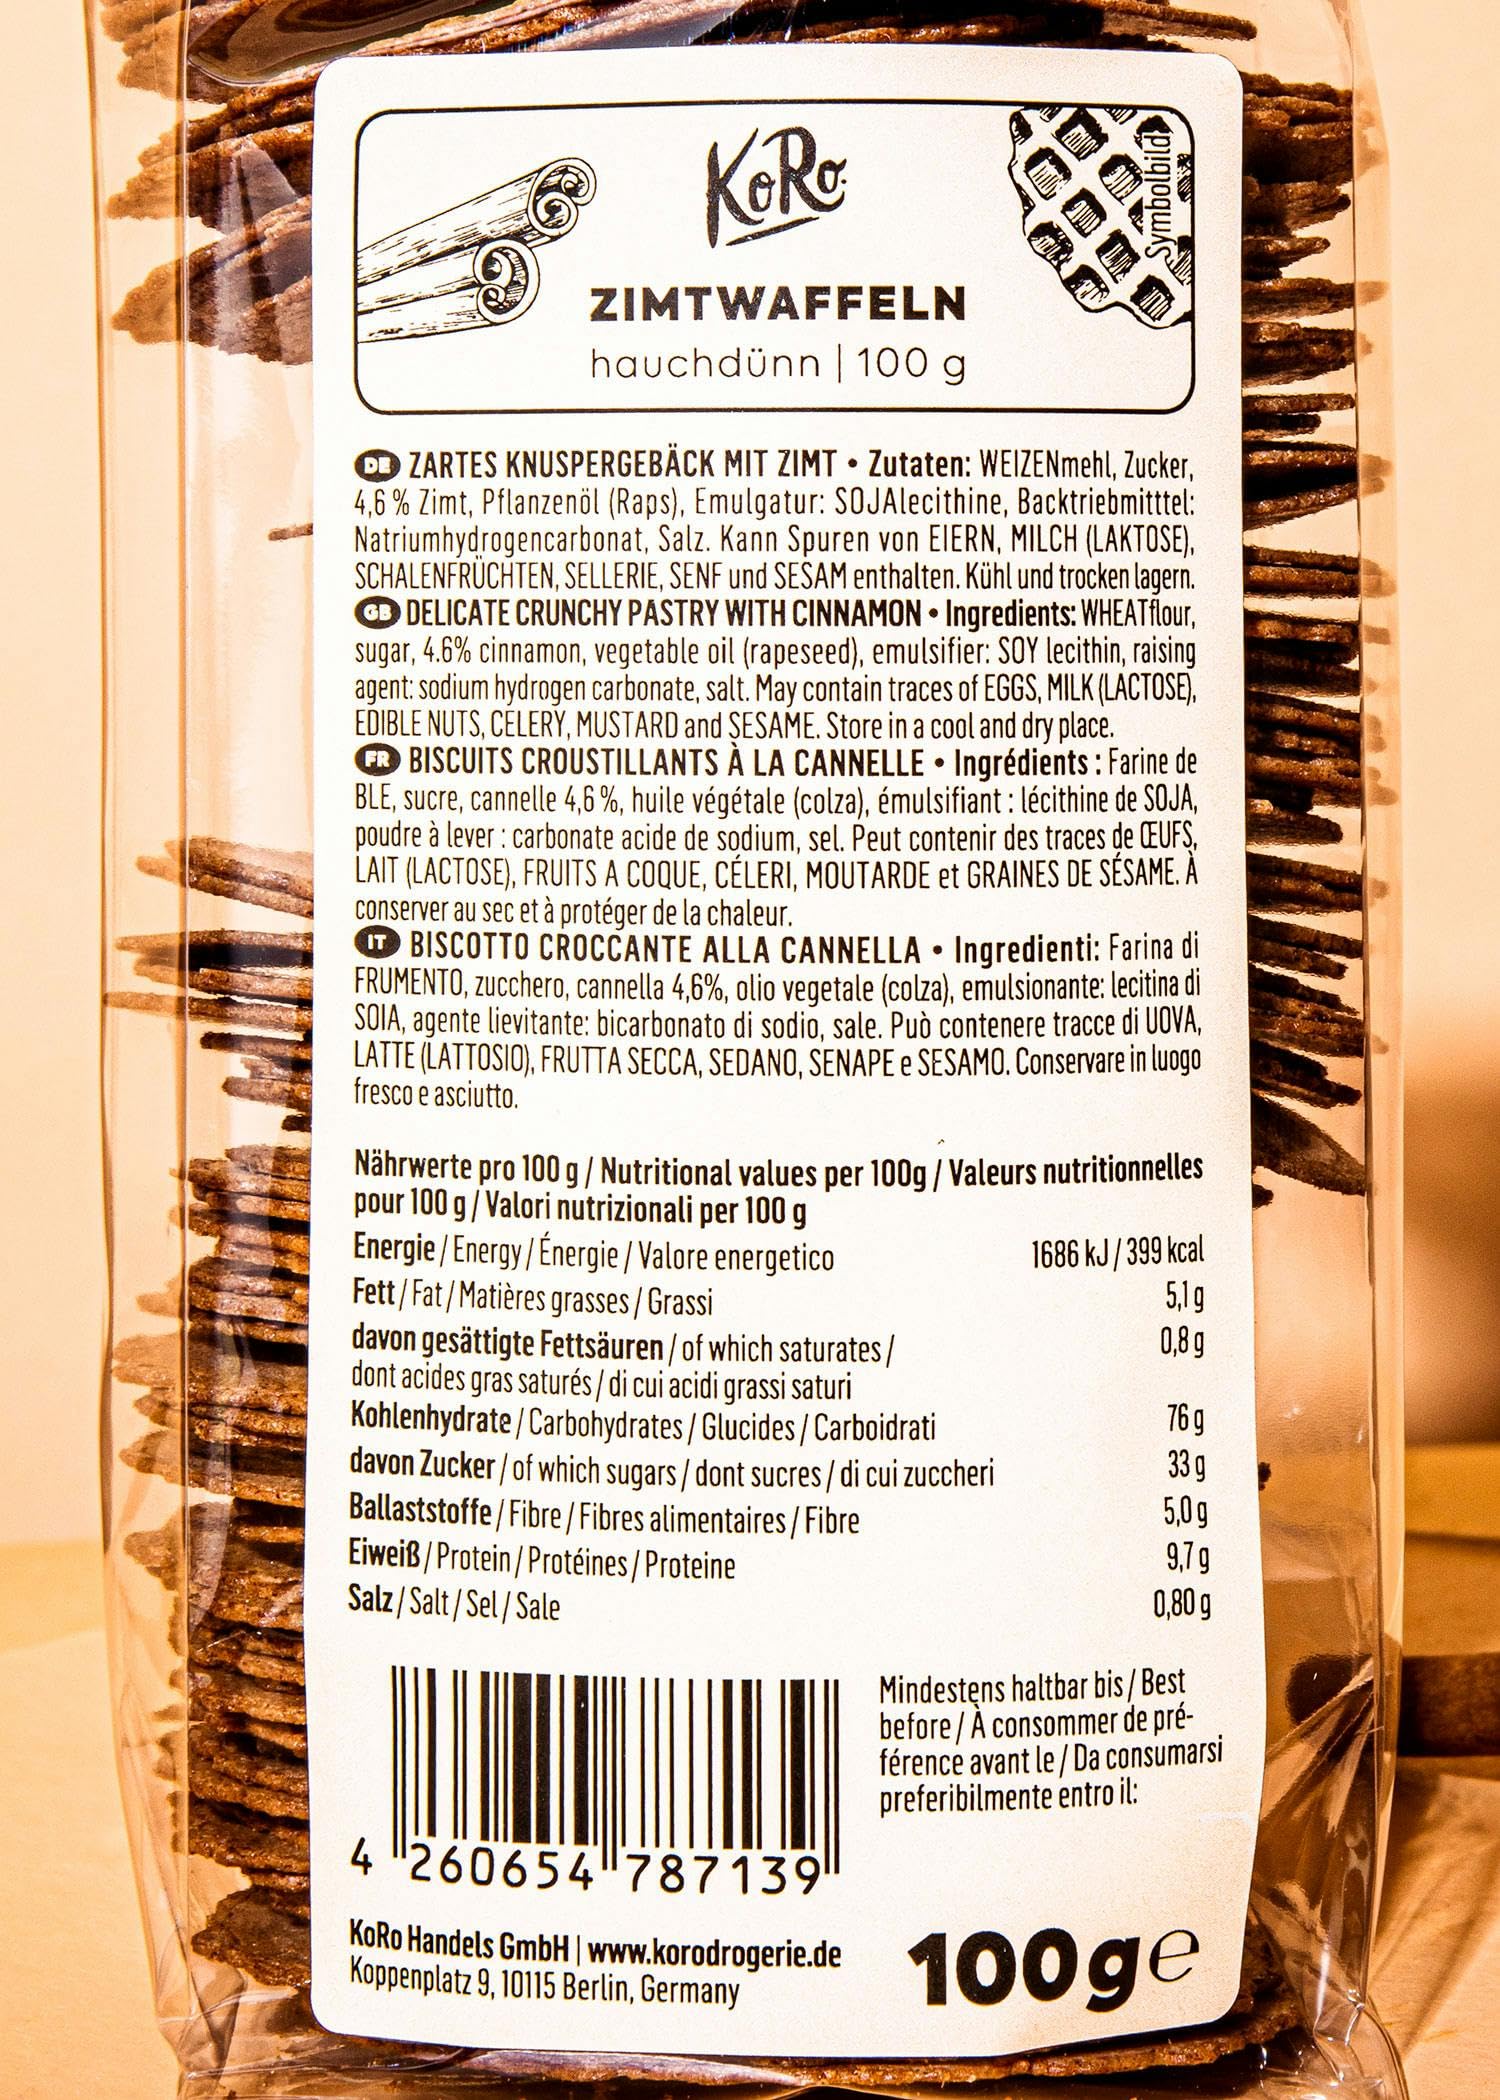 KoRo
Symbolbild
ZIMTWAFFELN
hauchdünn | 100 g
DE ZARTES KNUSPERGEBÄCK MIT ZIMT • Zutaten: WEIZENmehl, Zucker,
4,6 % Zimt, Pflanzenöl (Raps), Emulgatur: SOJAlecithine, Backtriebmitttel:
Natriumhydrogencarbonat, Salz. Kann Spuren von EIERN, MILCH (LAKTOSE),
SCHALENFRÜCHTEN, SELLERIE, SENF und SESAM enthalten. Kühl und trocken lagern.
GB DELICATE CRUNCHY PASTRY WITH CINNAMON • Ingredients: WHEATflour,
sugar, 4.6% cinnamon, vegetable oil (rapeseed), emulsifier: SOY lecithin, raising
agent: sodium hydrogen carbonate, salt. May contain traces of EGGS, MILK (LACTOSE),
EDIBLE NUTS, CELERY, MUSTARD and SESAME. Store in a cool and dry place.
FR BISCUITS CROUSTILLANTS À LA CANNELLE • Ingrédients : Farine de
BLE, sucre, cannelle 4,6 %, huile végétale (colza), émulsifiant : lécithine de SOJA,
poudre à lever : carbonate acide de sodium, sel. Peut contenir des traces de ŒUFS,
LAIT (LACTOSE), FRUITS A COQUE, CÉLERI, MOUTARDE et GRAINES DE SÉSAME. À
conserver au sec et à protéger de la chaleur.
IT BISCOTTO CROCCANTE ALLA CANNELLA • Ingredienti: Farina di
FRUMENTO, zucchero, cannella 4,6%, olio vegetale (colza), emulsionante: lecitina di
SOIA, agente lievitante: bicarbonato di sodio, sale. Può contenere tracce di UOVA,
LATTE (LATTOSIO), FRUTTA SECCA, SEDANO, SENAPE e SESAMO. Conservare in luogo
fresco e asciutto.
Nährwerte pro 100 g / Nutritional values per 100g / Valeurs nutritionnelles
pour 100 g / Valori nutrizionali per 100 g
Energie / Energy / Énergie / Valore energetico 1686 kJ / 399 kcal
Fett / Fat / Matières grasses / Grassi 5,1 g
davon gesättigte Fettsäuren / of which saturates / 0,8 g
dont acides gras saturés / di cui acidi grassi saturi
Kohlenhydrate / Carbohydrates / Glucides / Carboidrati 76 g
davon Zucker / of which sugars / dont sucres / di cui zuccheri 33 g
Ballaststoffe / Fibre / Fibres alimentaires / Fibre 5,0 g
Eiweiß / Protein / Protéines / Proteine 9,7 g
Salz / Salt / Sel / Sale 0,80 g
Mindestens haltbar bis / Best
before / À consommer de pré-
férence avant le / Da consumarsi
preferibilmente entro il:
4 260654 787139
KoRo Handels GmbH | www.korodrogerie.de
Koppenplatz 9, 10115 Berlin, Germany
100g℮